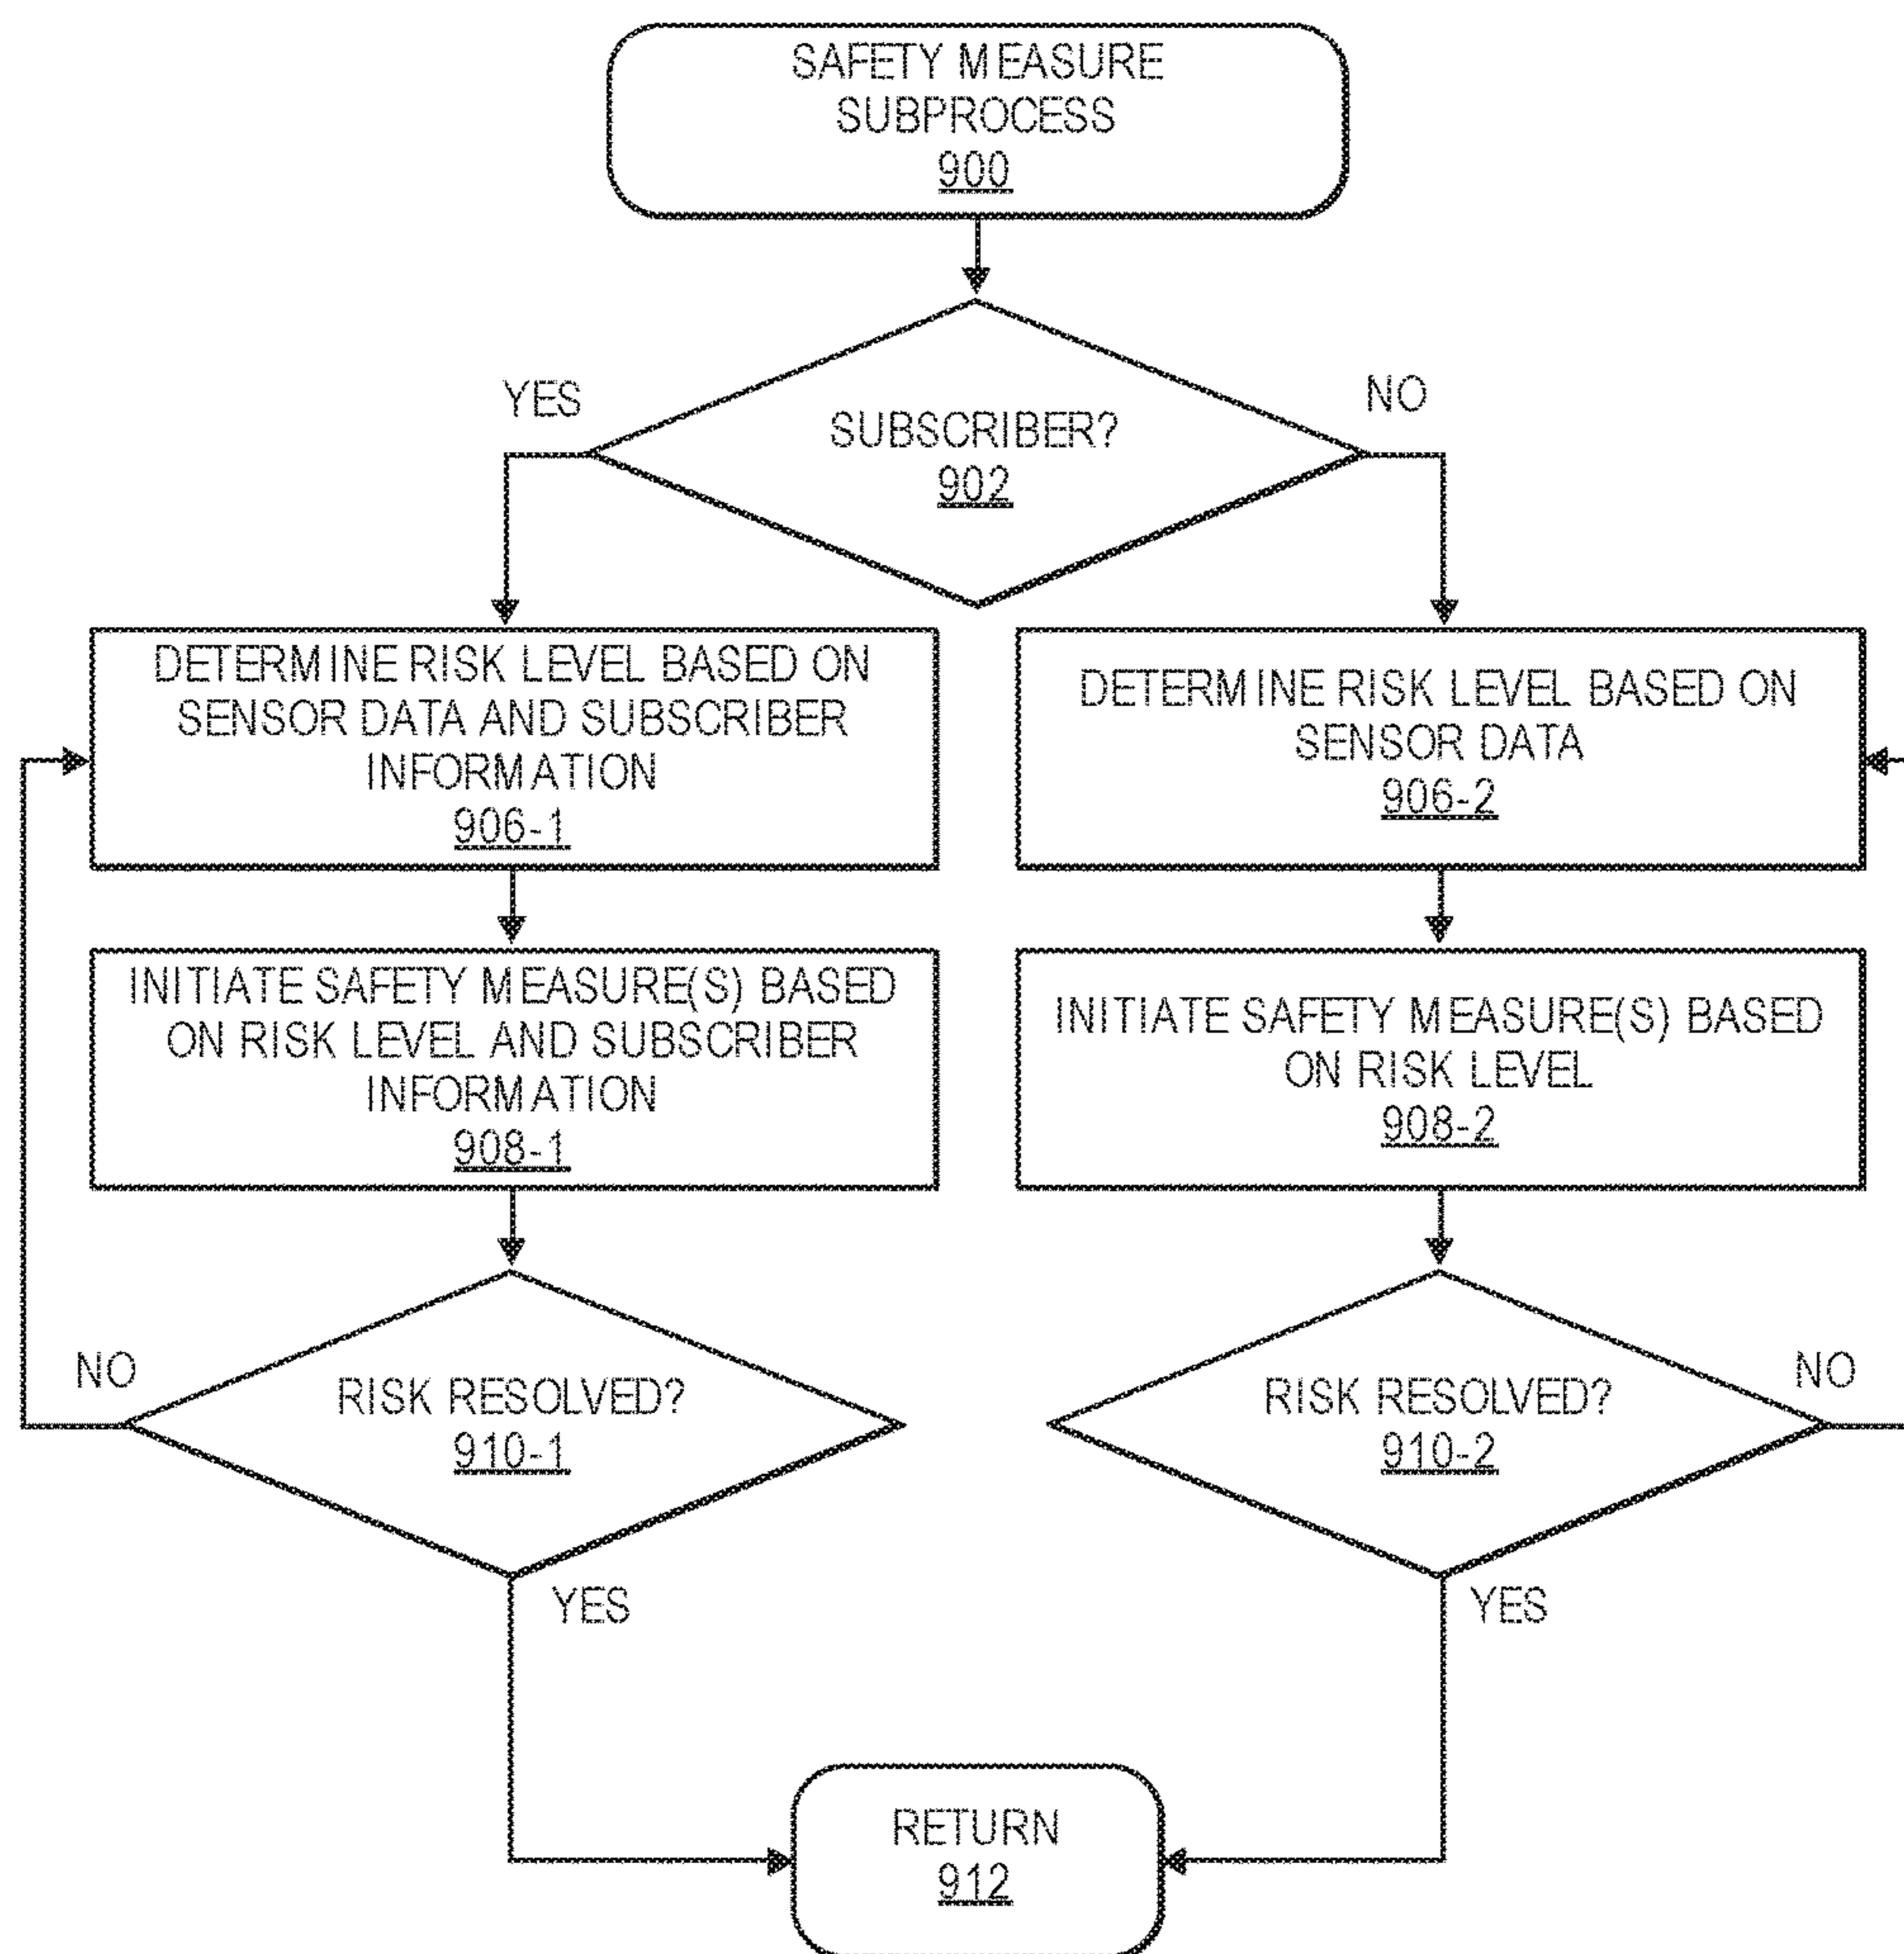 SAFETY MEASURE
SUBPROCESS
900
YES
NO
SUBSCRIBER?
902
DETERMINE RISK LEVEL BASED ON
SENSOR DATA AND SUBSCRIBER
INFORMATION
906-1
DETERMINE RISK LEVEL BASED ON
SENSOR DATA
906-2
INITIATE SAFETY MEASURE(S) BASED
ON RISK LEVEL AND SUBSCRIBER
INFORMATION
908-1
INITIATE SAFETY MEASURE(S) BASED
ON RISK LEVEL
908-2
NO
RISK RESOLVED?
910-1
YES
RISK RESOLVED?
910-2
NO
YES
RETURN
912